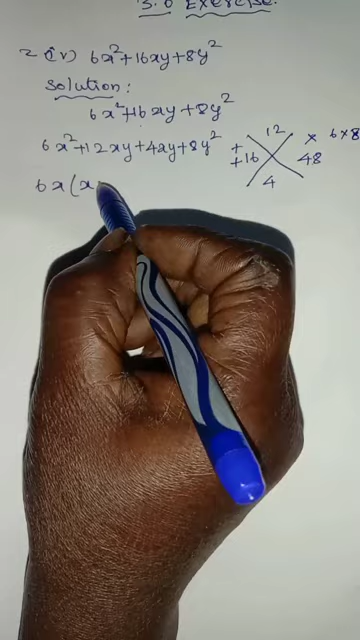 3.6 Exercise.
2 (iv) 6x²+16xy+8y²
Solution
6x²+16xy+8y²
6x²+12xy+4xy+8y²
12
+ × 6×8
+16 48
4
6x(x